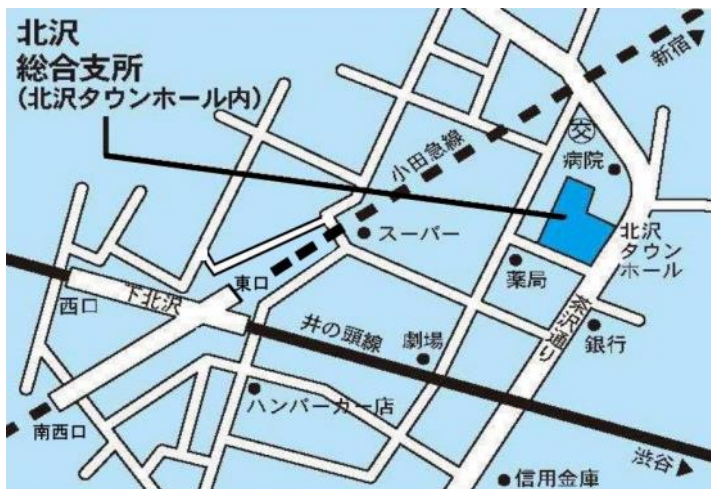 北沢
総合支所
(北沢タウンホール内)
新宿▶
小田急線
交
病院
スーパー
北沢
タウン
ホール
東口
薬局
西口
下北沢
井の頭線
劇場
茶沢通り
銀行
ハンバーガー店
南西口
渋谷▶
信用金庫